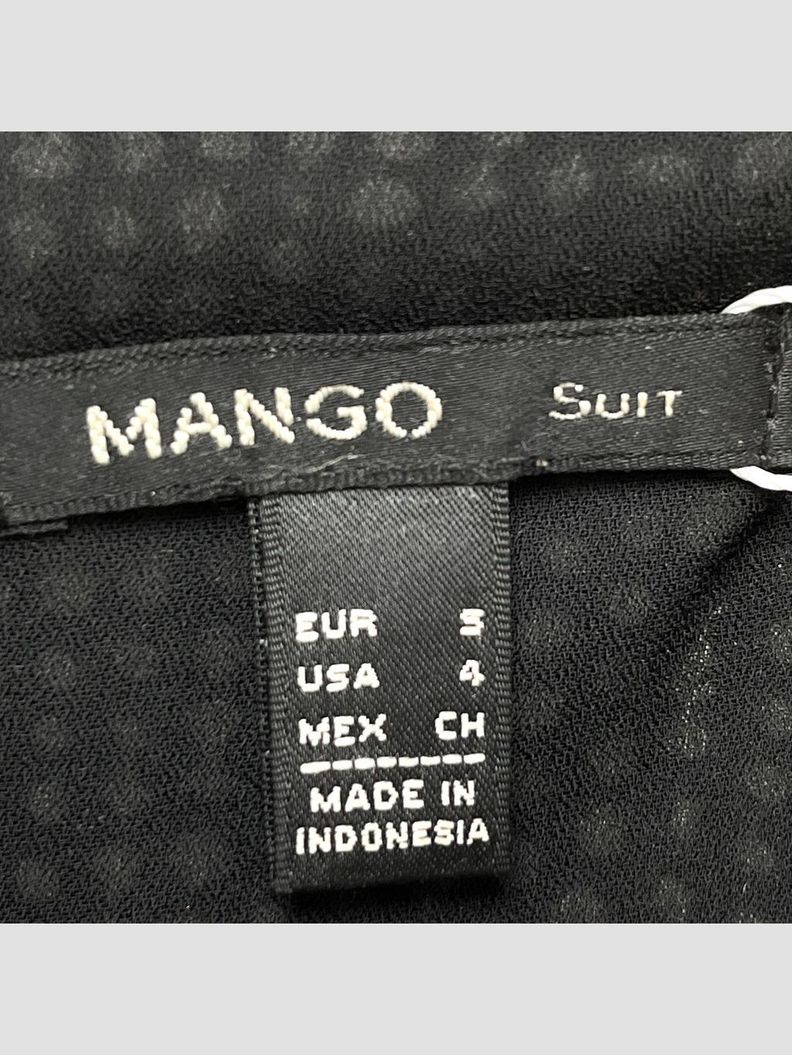 MANGO SUIT
EUR S
USA 4
MEX CH
MADE IN
INDONESIA